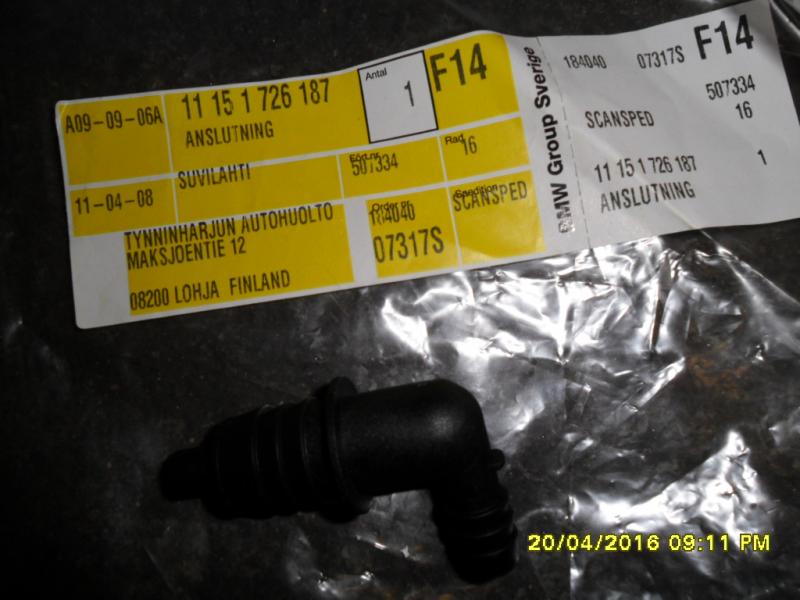 A09-09-06A
11 15 1 726 187
ANSLUTNING
Antal
1
F14
11-04-08
SUVILAHTI
507334
Rad
16
TYNNINHARJUN AUTOHUOLTO
MAKSJOENTIE 12
08200 LOHJA FINLAND
184040
07317S
Spedition
SCANSPED
BMW Group Sverige
184040 07317S F14
507334
SCANSPED 16
11 15 1 726 187 1
ANSLUTNING
20/04/2016 09:11 PM